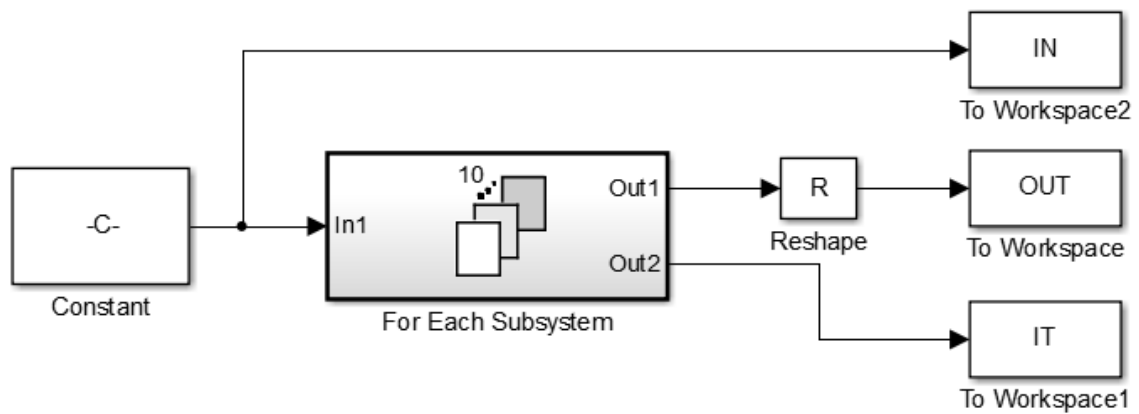 IN
To Workspace2
-C-
Constant
10
In1
Out1
Out2
For Each Subsystem
R
Reshape
OUT
To Workspace
IT
To Workspace1